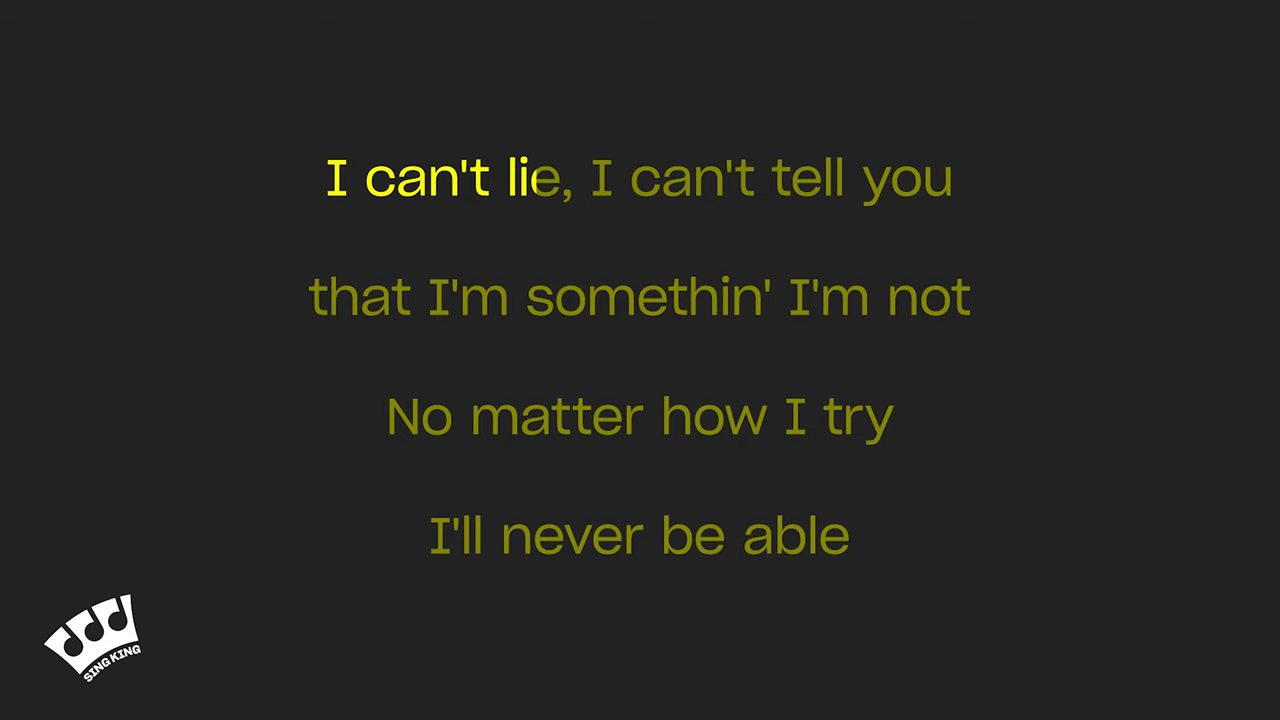 I can't lie, I can't tell you
that I'm somethin' I'm not
No matter how I try
I'll never be able
SING KING